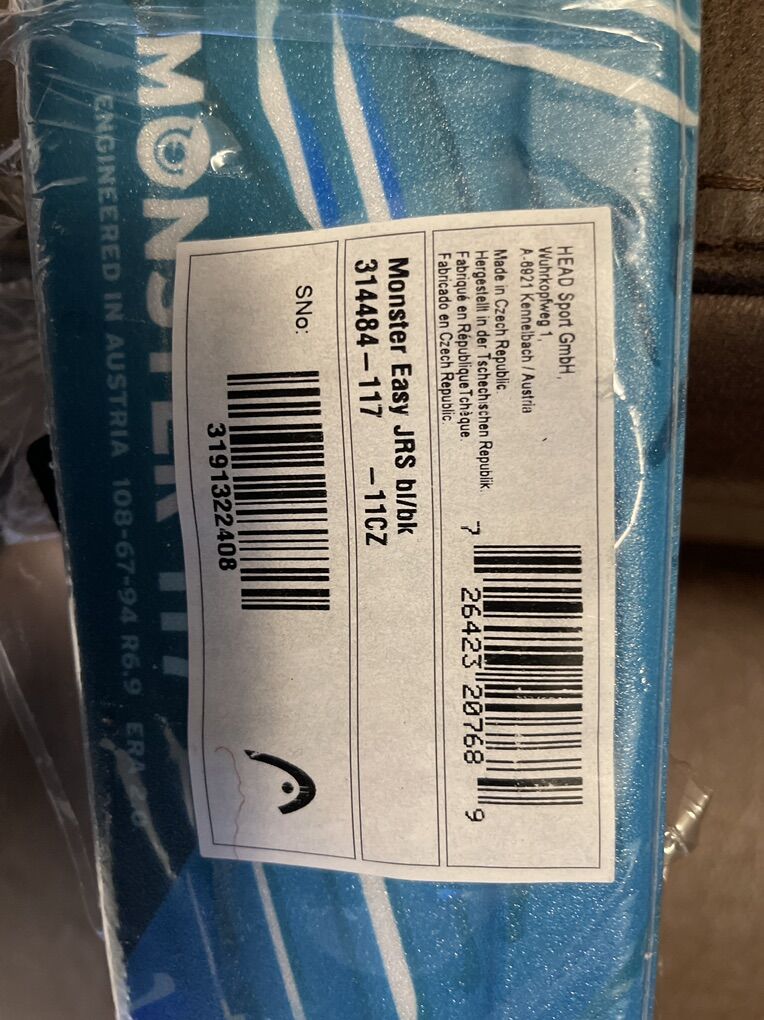 HEAD Sport GmbH,
Wuhrkopfweg 1,
A-6921 Kennelbach / Austria
Made in Czech Republic.
Hergestellt in der Tschechischen Republik.
Fabriqué en République Tchèque.
Fabricado en Czech Republic.
7 26423 20768 9
Monster Easy JRS bl/bk
314484-117 -11CZ
SNo:
3191322408
MONSTER 117
ENGINEERED IN AUSTRIA 108-67-94 R6.9